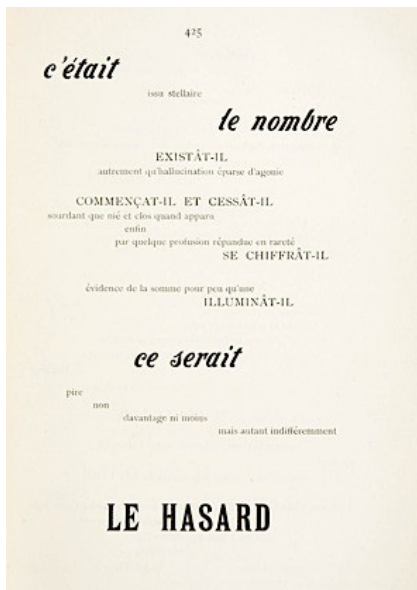 425
c'était
issu stellaire
le nombre
EXISTÂT-IL
autrement qu'hallucination éparse d'agonie
COMMENÇAT-IL ET CESSÂT-IL
sourdant que nié et clos quand apparu
enfin
par quelque profusion répandue en rareté
SE CHIFFRÂT-IL
évidence de la somme pour peu qu'une
ILLUMINÂT-IL
ce serait
pire
non
davantage ni moins
mais autant indifféremment
LE HASARD